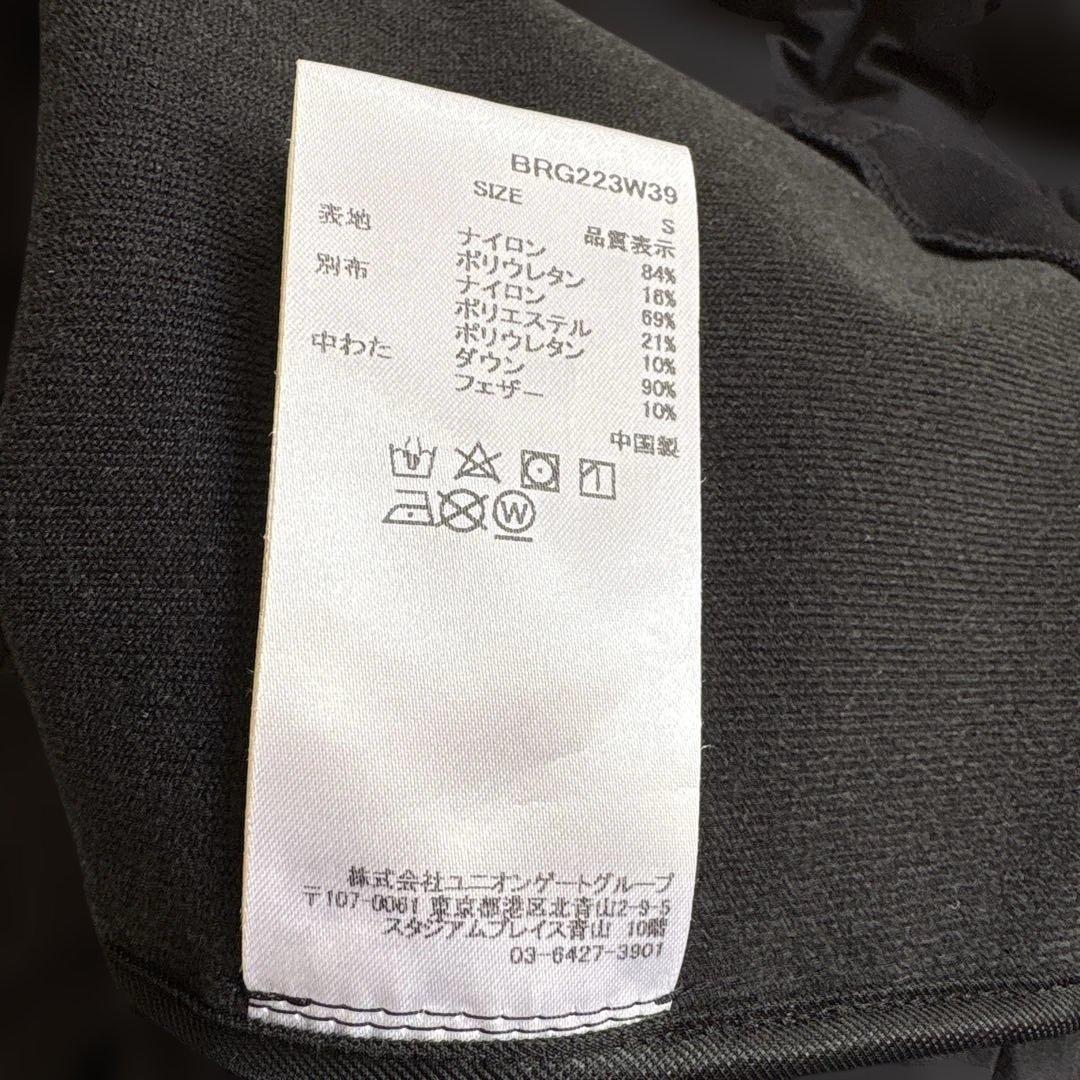 BRG223W39
SIZE S
品質表示
表地 ナイロン 84%
ポリウレタン 16%
別布 ナイロン 69%
ポリエステル 21%
ポリウレタン 10%
中わた ダウン 90%
フェザー 10%
中国製
W
株式会社ユニオンゲートグループ
〒107-0061 東京都港区北青山2-9-5
スタジアムプレイス青山 10階
03-6427-3901